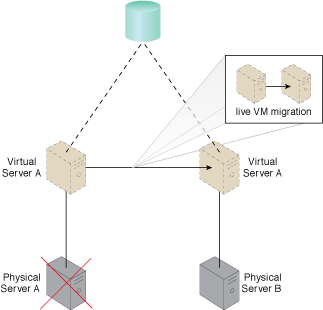 live VM migration
Virtual
Server A
Virtual
Server A
Physical
Server A
Physical
Server B